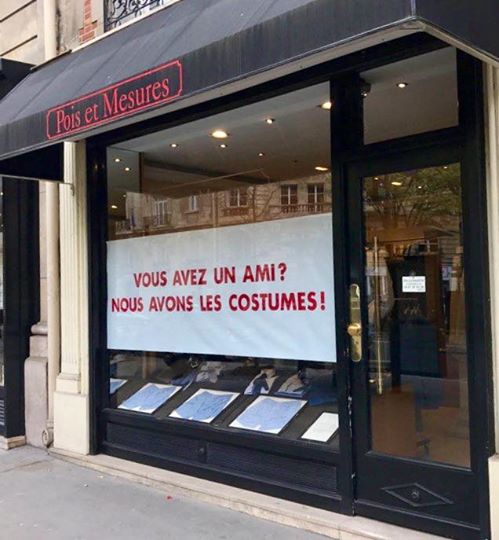 Pois et Mesures
VOUS AVEZ UN AMI?
NOUS AVONS LES COSTUMES!